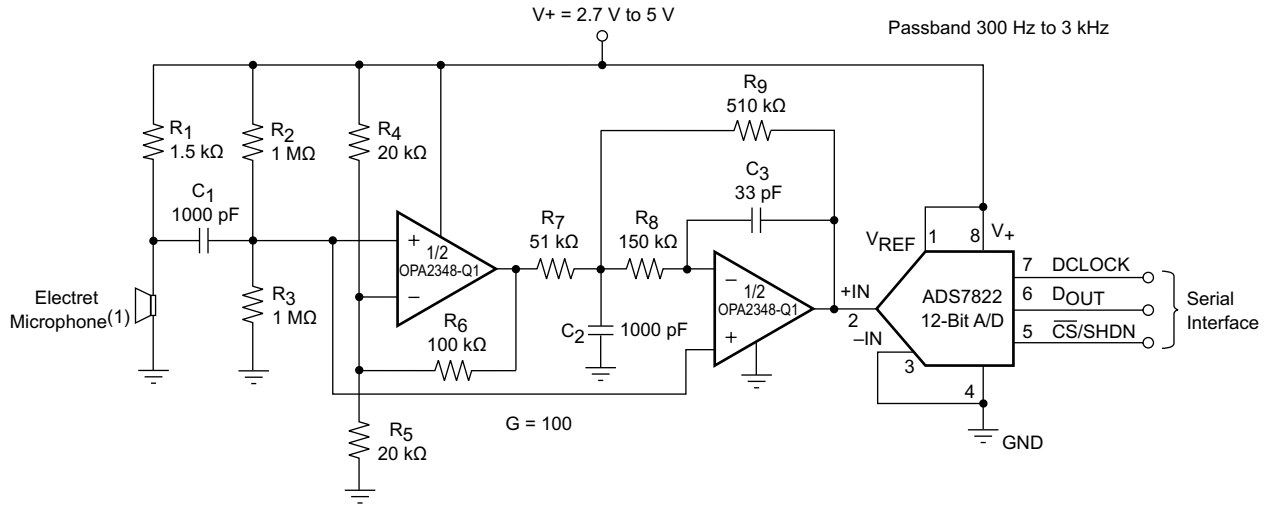 V+ = 2.7 V to 5 V
Passband 300 Hz to 3 kHz
R1
1.5 kΩ
R2
1 MΩ
R4
20 kΩ
R9
510 kΩ
C3
33 pF
C1
1000 pF
R7
51 kΩ
R8
150 kΩ
+
1/2
OPA2348-Q1
−
−
1/2
OPA2348-Q1
+
VREF
1
8
V+
7
DCLOCK
+IN
2
ADS7822
12-Bit A/D
6
DOUT
Serial
Interface
−IN
3
5
CS/SHDN
4
GND
Electret
Microphone(1)
R3
1 MΩ
R6
100 kΩ
C2
1000 pF
G = 100
R5
20 kΩ